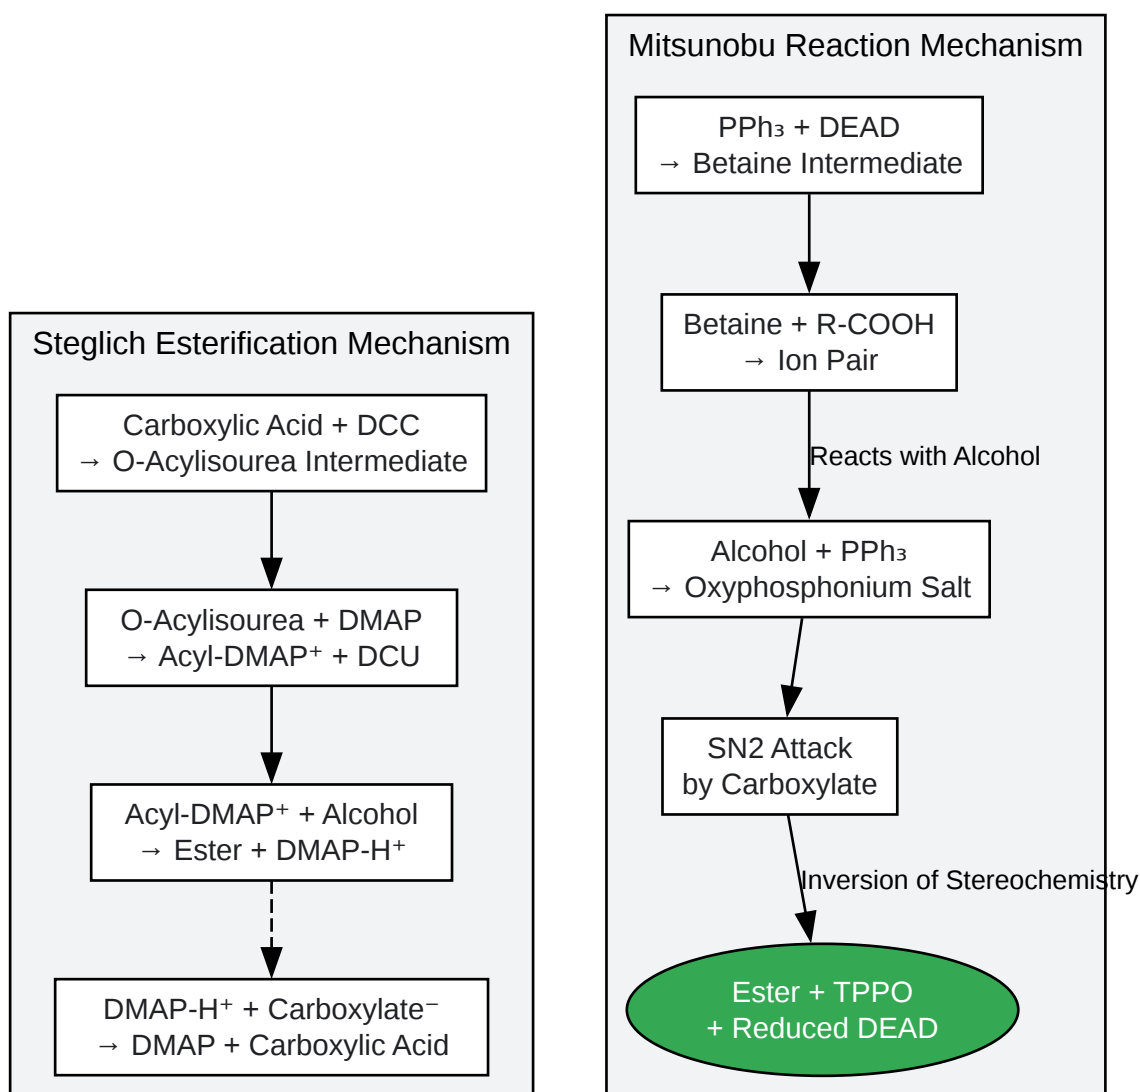 Steglich Esterification Mechanism
Carboxylic Acid + DCC
→ O-Acylisourea Intermediate
O-Acylisourea + DMAP
→ Acyl-DMAP⁺ + DCU
Acyl-DMAP⁺ + Alcohol
→ Ester + DMAP-H⁺
DMAP-H⁺ + Carboxylate⁻
→ DMAP + Carboxylic Acid
Mitsunobu Reaction Mechanism
PPh₃ + DEAD
→ Betaine Intermediate
Betaine + R-COOH
→ Ion Pair
Reacts with Alcohol
Alcohol + PPh₃
→ Oxyphosphonium Salt
SN2 Attack
by Carboxylate
Inversion of Stereochemistry
Ester + TPPO
+ Reduced DEAD